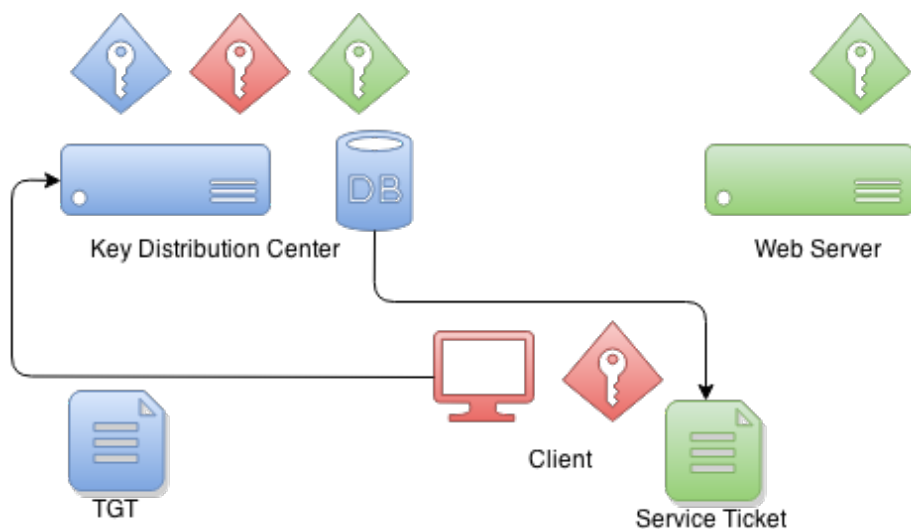 DB
Key Distribution Center
Web Server
Client
TGT
Service Ticket